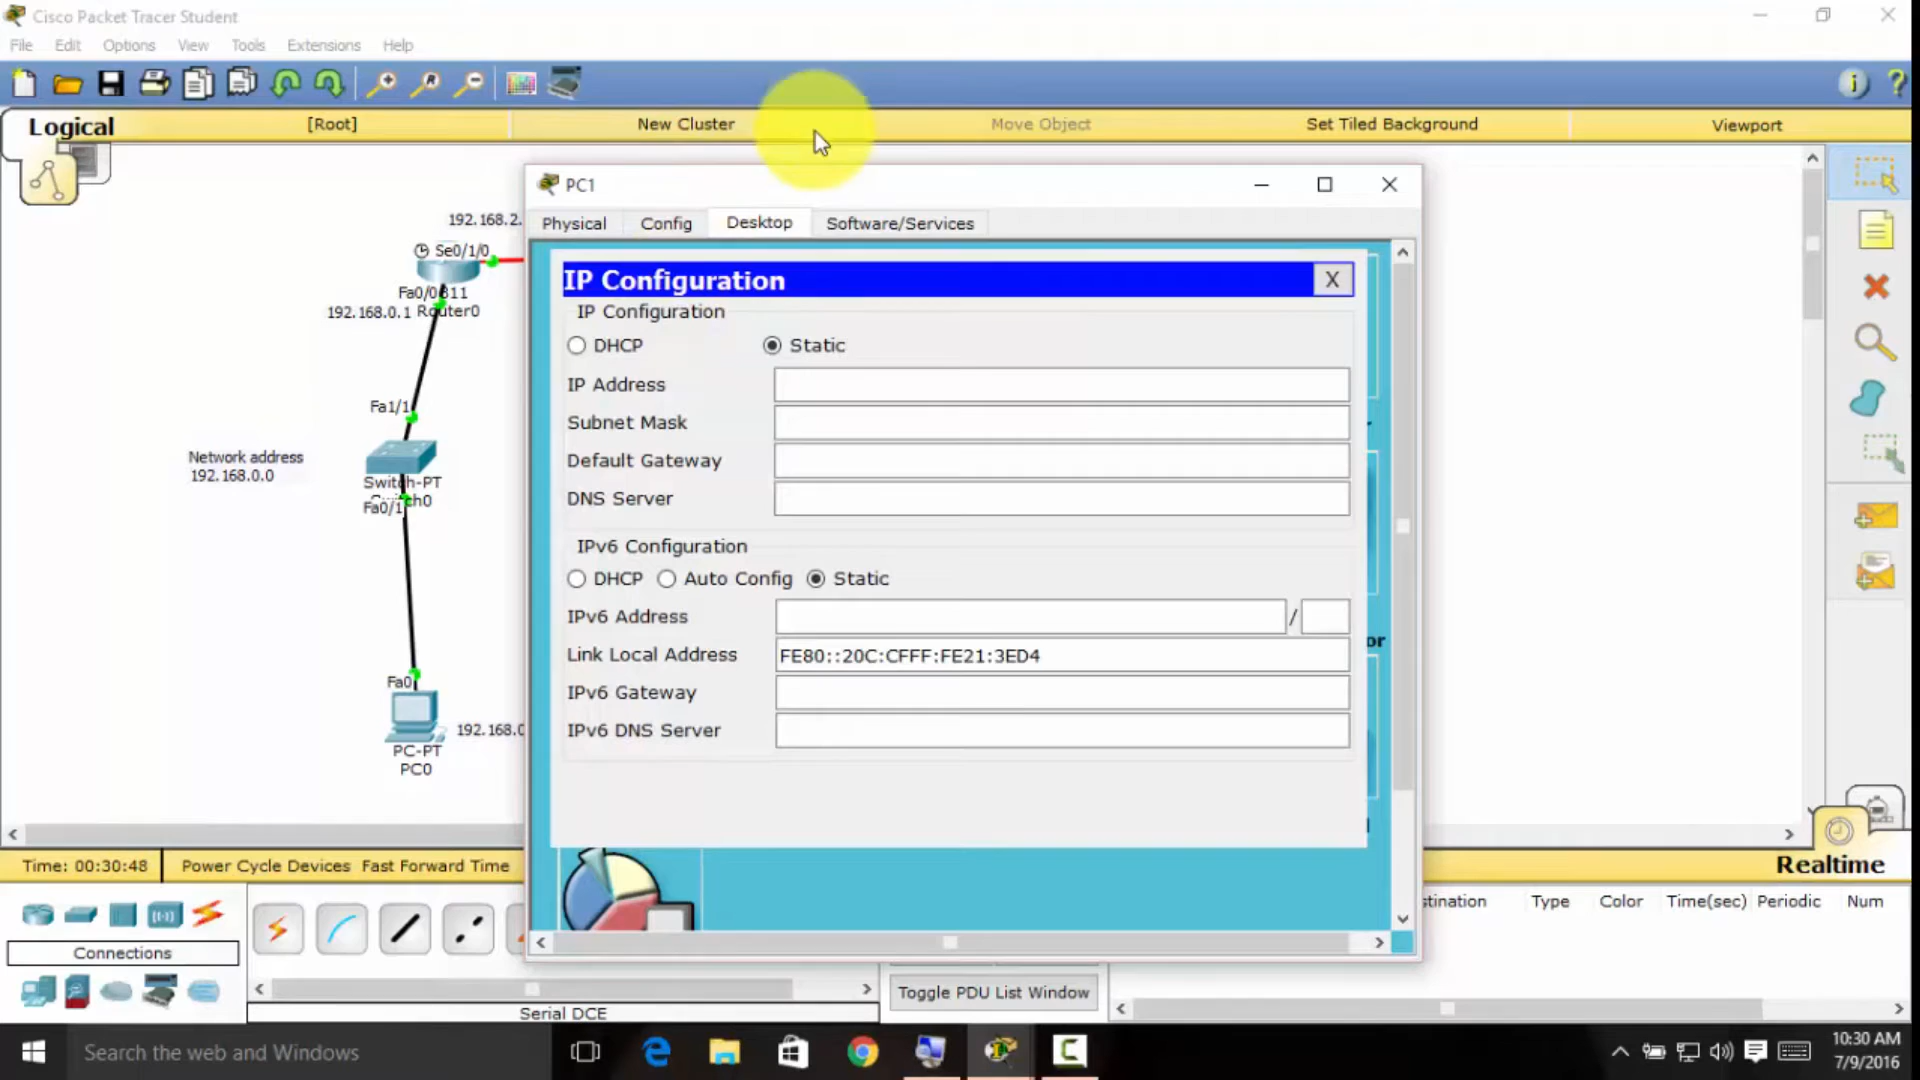 Cisco Packet Tracer Student
File Edit Options View Tools Extensions Help
Logical [Root] New Cluster Move Object Set Tiled Background Viewport
192.168.2.
Se0/1/0
Fa0/0
192.168.0.1 Router0
Fa1/1
Network address
192.168.0.0
Switch-PT
Fa0/1
Fa0
192.168.0
PC-PT
PC0
PC1
Physical Config Desktop Software/Services
IP Configuration X
IP Configuration
DHCP Static
IP Address
Subnet Mask
Default Gateway
DNS Server
IPv6 Configuration
DHCP Auto Config Static
IPv6 Address /
Link Local Address FE80::20C:CFFF:FE21:3ED4
IPv6 Gateway
IPv6 DNS Server
or
Time: 00:30:48 Power Cycle Devices Fast Forward Time Realtime
stination Type Color Time(sec) Periodic Num
Connections
Toggle PDU List Window
Serial DCE
Search the web and Windows
10:30 AM
7/9/2016